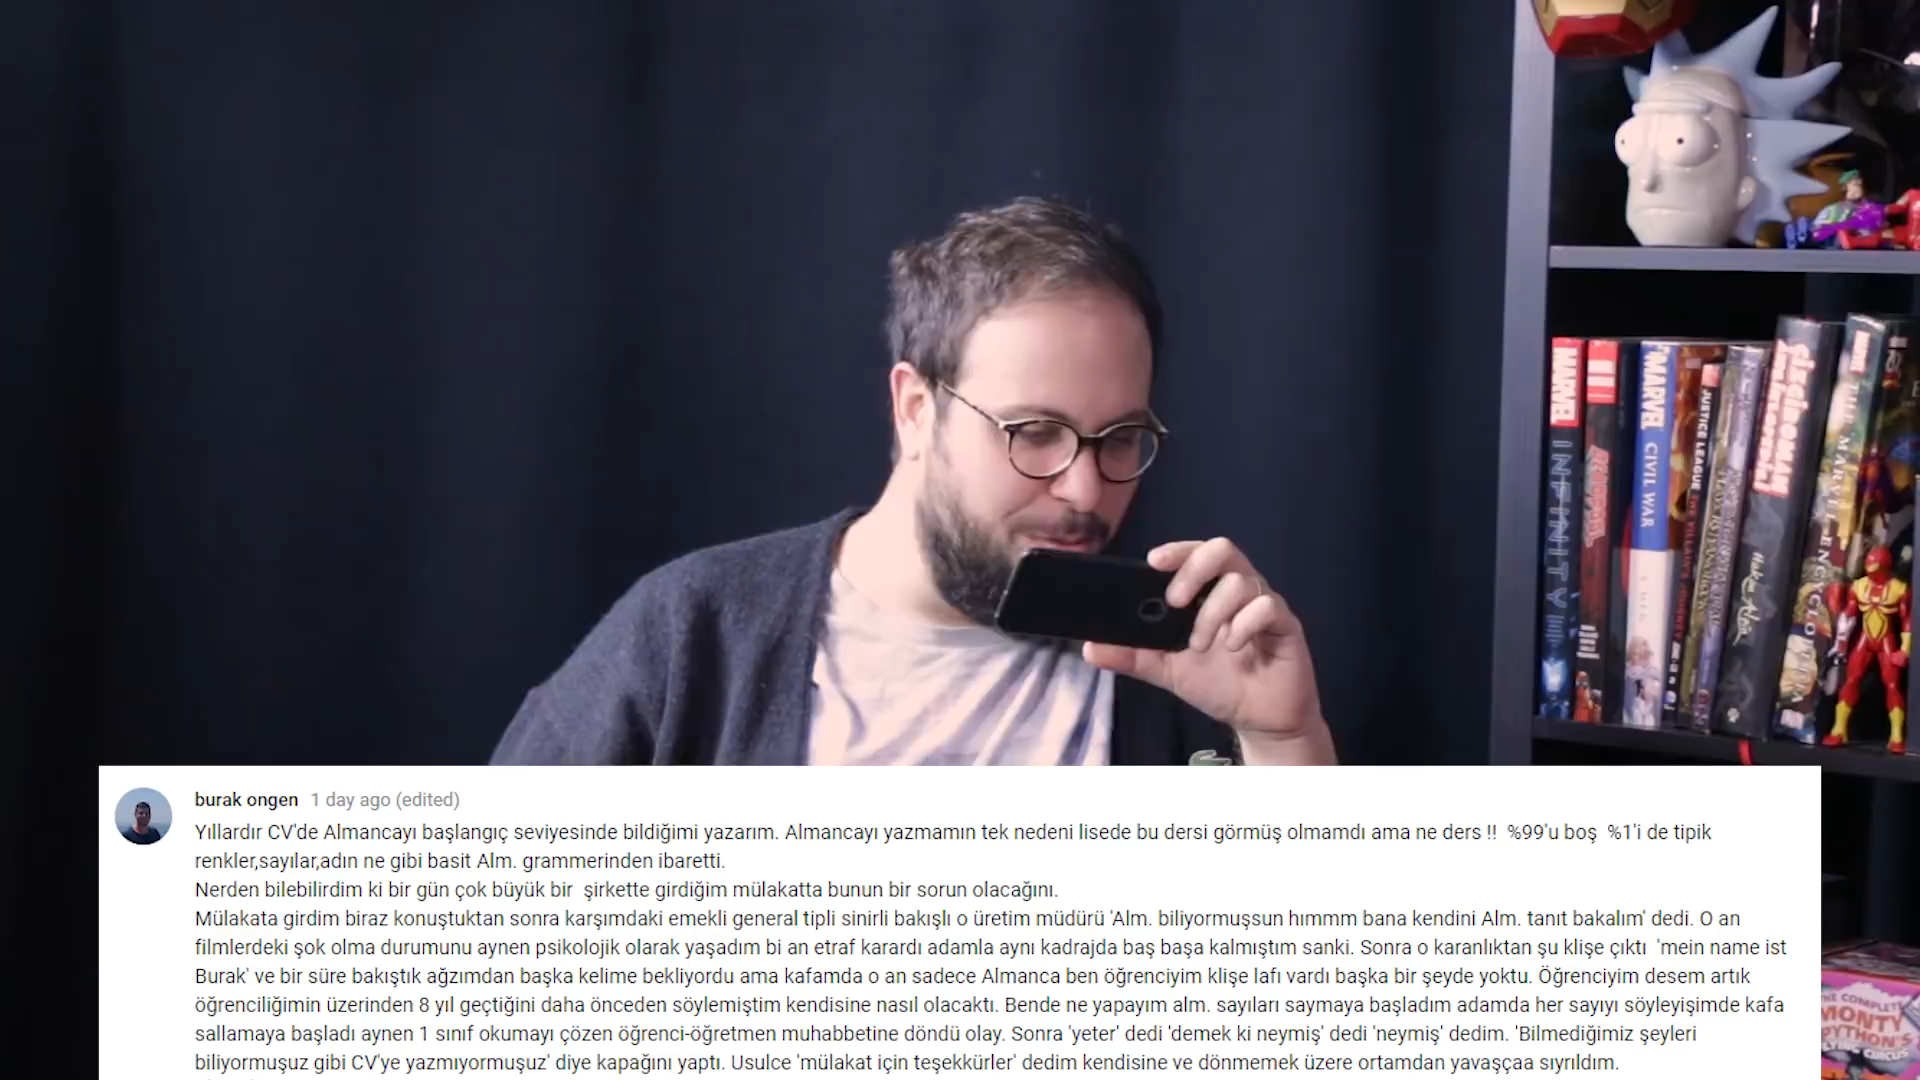 MARVEL
MARVEL
MARVEL
INFINITY
CIVIL WAR
JUSTICE LEAGUE
THE MARVEL ENCYCLOPEDIA
THE COMPLETE
MONTY
PYTHON'S
FLYING CIRCUS
burak ongen 1 day ago (edited)
Yıllardır CV'de Almancayı başlangıç seviyesinde bildiğimi yazarım. Almancayı yazmamın tek nedeni lisede bu dersi görmüş olmamdı ama ne ders !! %99'u boş %1'i de tipik
renkler,sayılar,adın ne gibi basit Alm. grammerinden ibaretti.
Nerden bilebilirdim ki bir gün çok büyük bir şirkette girdiğim mülakatta bunun bir sorun olacağını.
Mülakata girdim biraz konuştuktan sonra karşımdaki emekli general tipli sinirli bakışlı o üretim müdürü 'Alm. biliyormuşsun hımmm bana kendini Alm. tanıt bakalım' dedi. O an
filmlerdeki şok olma durumunu aynen psikolojik olarak yaşadım bi an etraf karardı adamla aynı kadrajda baş başa kalmıştım sanki. Sonra o karanlıktan şu klişe çıktı 'mein name ist
Burak' ve bir süre bakıştık ağzımdan başka kelime bekliyordu ama kafamda o an sadece Almanca ben öğrenciyim klişe lafı vardı başka bir şeyde yoktu. Öğrenciyim desem artık
öğrenciliğimin üzerinden 8 yıl geçtiğini daha önceden söylemiştim kendisine nasıl olacaktı. Bende ne yapayım alm. sayıları saymaya başladım adamda her sayıyı söyleyişimde kafa
sallamaya başladı aynen 1 sınıf okumayı çözen öğrenci-öğretmen muhabbetine döndü olay. Sonra 'yeter' dedi 'demek ki neymiş' dedi 'neymiş' dedim. 'Bilmediğimiz şeyleri
biliyormuşuz gibi CV'ye yazmıyormuşuz' diye kapağını yaptı. Usulce 'mülakat için teşekkürler' dedim kendisine ve dönmemek üzere ortamdan yavaşçaa sıyrıldım.